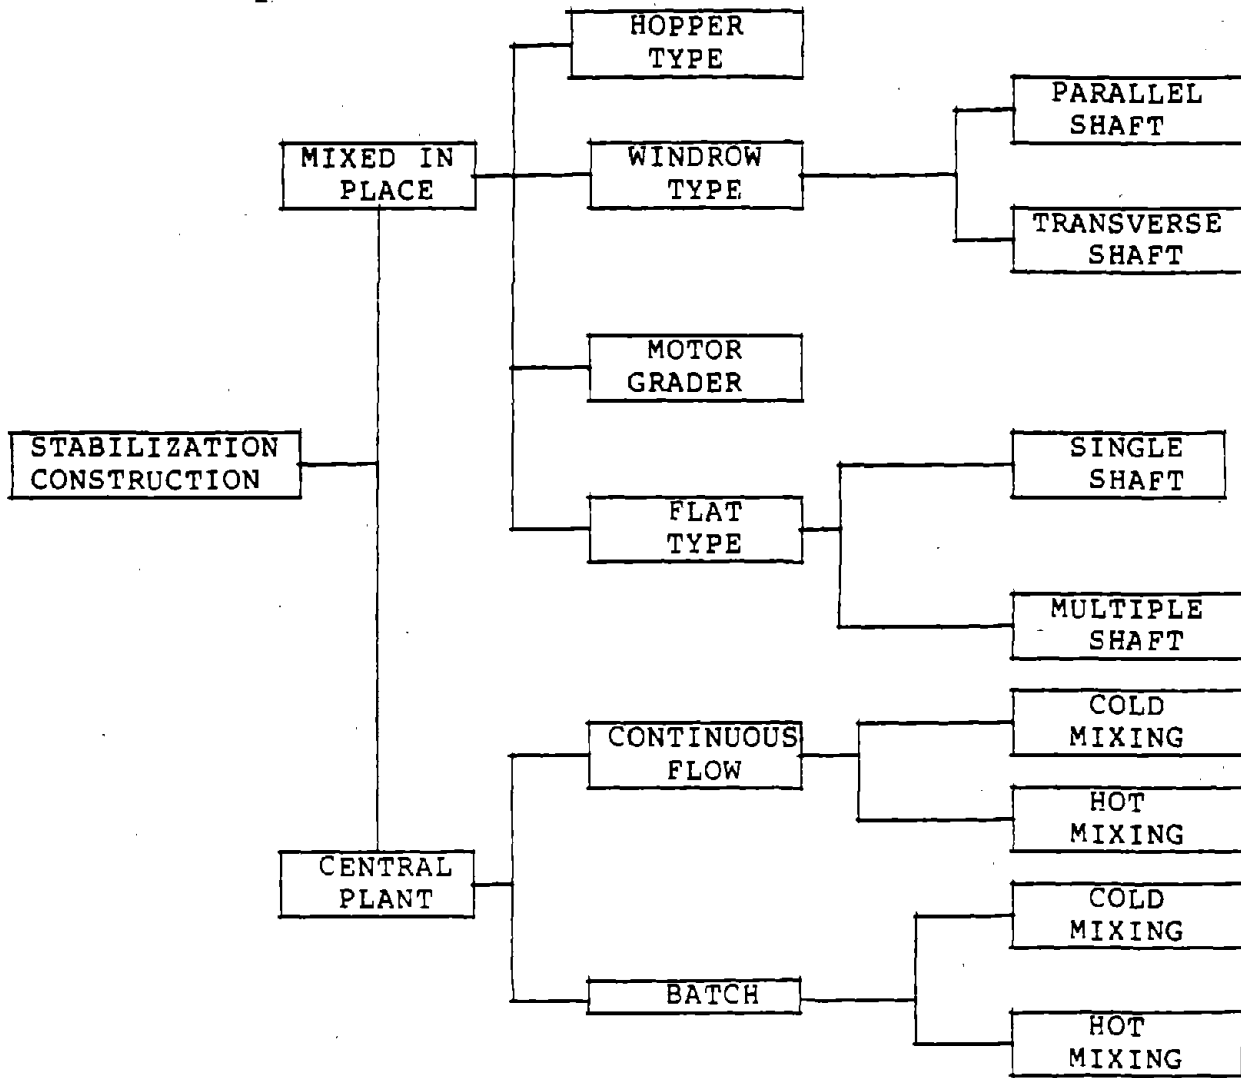 HOPPER
TYPE
PARALLEL
SHAFT
MIXED IN
PLACE
WINDROW
TYPE
TRANSVERSE
SHAFT
MOTOR
GRADER
STABILIZATION
CONSTRUCTION
SINGLE
SHAFT
FLAT
TYPE
MULTIPLE
SHAFT
COLD
MIXING
CONTINUOUS
FLOW
HOT
MIXING
CENTRAL
PLANT
COLD
MIXING
BATCH
HOT
MIXING